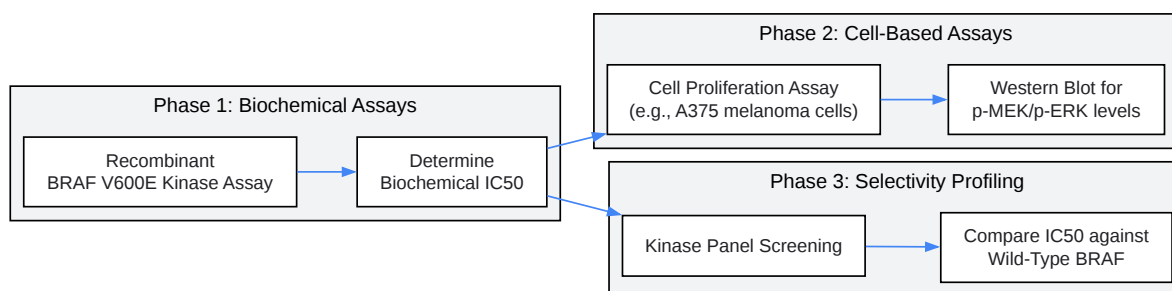 Phase 1: Biochemical Assays
Recombinant
BRAF V600E Kinase Assay
Determine
Biochemical IC50
Phase 2: Cell-Based Assays
Cell Proliferation Assay
(e.g., A375 melanoma cells)
Western Blot for
p-MEK/p-ERK levels
Phase 3: Selectivity Profiling
Kinase Panel Screening
Compare IC50 against
Wild-Type BRAF